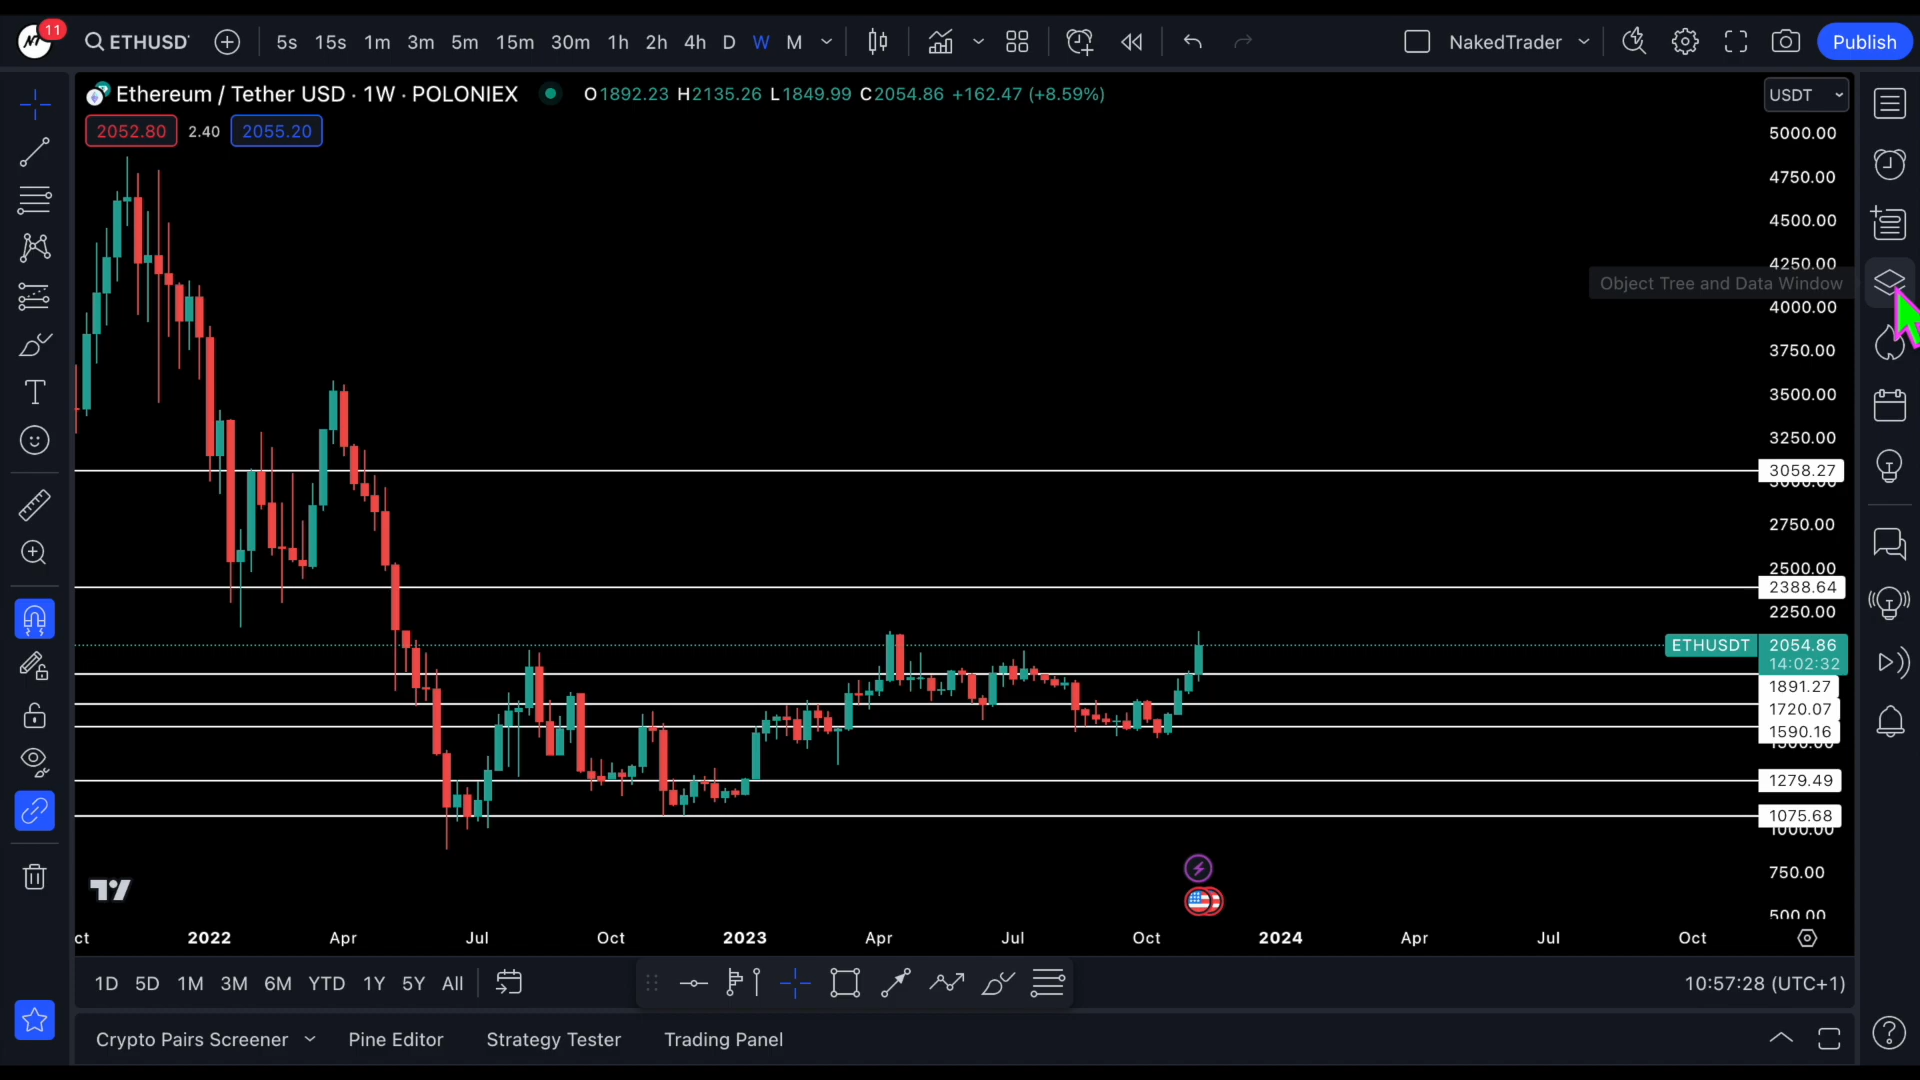 11
ETHUSD
5s 15s 1m 3m 5m 15m 30m 1h 2h 4h D W M
NakedTrader
Publish
Ethereum / Tether USD · 1W · POLONIEX
O1892.23 H2135.26 L1849.99 C2054.86 +162.47 (+8.59%)
USDT
2052.80 2.40 2055.20
5000.00
4750.00
4500.00
4250.00
Object Tree and Data Window
4000.00
3750.00
3500.00
3250.00
3058.27
2750.00
2500.00
2388.64
2250.00
ETHUSDT 2054.86
14:02:32
1891.27
1720.07
1590.16
1279.49
1075.68
1000.00
750.00
500.00
ct 2022 Apr Jul Oct 2023 Apr Jul Oct 2024 Apr Jul Oct
1D 5D 1M 3M 6M YTD 1Y 5Y All
10:57:28 (UTC+1)
Crypto Pairs Screener Pine Editor Strategy Tester Trading Panel